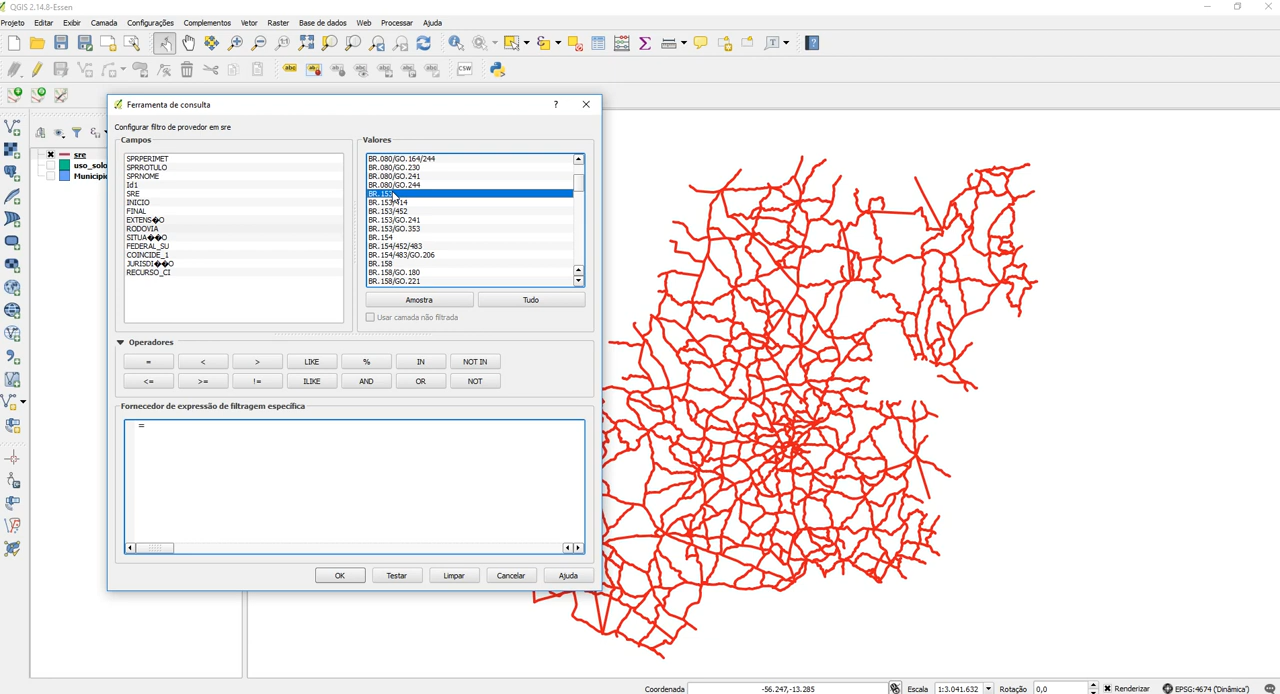 QGIS 2.14.8-Essen
Projeto Editar Exibir Camada Configurações Complementos Vetor Raster Base de dados Web Processar Ajuda
abc abc
CSW
Ferramenta de consulta ?
Configurar filtro de provedor em sre
Campos
SPRPERIMET
SPRROTULO
SPRNOME
Id1
SRE
INICIO
FINAL
EXTENS�O
RODOVIA
SITUA��O
FEDERAL_SU
COINCIDE_1
JURISDI��O
RECURSO_CI
Valores
BR.080/GO.164/244
BR.080/GO.230
BR.080/GO.241
BR.080/GO.244
BR.153
BR.153/414
BR.153/452
BR.153/GO.241
BR.153/GO.353
BR.154
BR.154/452/483
BR.154/483/GO.206
BR.158
BR.158/GO.180
BR.158/GO.221
Amostra Tudo
Usar camada não filtrada
Operadores
= < > LIKE % IN NOT IN
<= >= != ILIKE AND OR NOT
Fornecedor de expressão de filtragem específica
=
OK Testar Limpar Cancelar Ajuda
sre
uso_solo
Municípic
Coordenada -56.247,-13.285 Escala 1:3.041.632 Rotação 0,0 Renderizar EPSG:4674 ('Dinâmica')